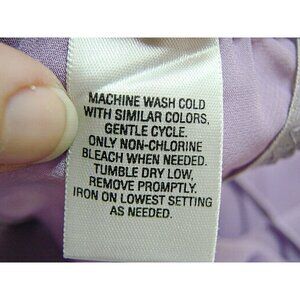 MACHINE WASH COLD
WITH SIMILAR COLORS,
GENTLE CYCLE.
ONLY NON-CHLORINE
BLEACH WHEN NEEDED.
TUMBLE DRY LOW,
REMOVE PROMPTLY.
IRON ON LOWEST SETTING
AS NEEDED.